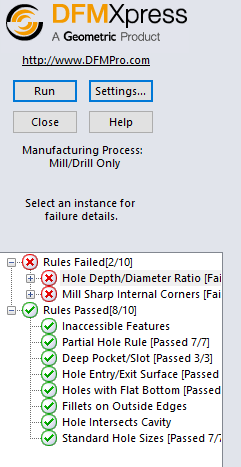 DFMXpress
A Geometric Product
http://www.DFMPro.com
Run
Settings...
Close
Help
Manufacturing Process:
Mill/Drill Only
Select an instance for
failure details.
Rules Failed[2/10]
Hole Depth/Diameter Ratio [Fai
Mill Sharp Internal Corners [Fai
Rules Passed[8/10]
Inaccessible Features
Partial Hole Rule [Passed 7/7]
Deep Pocket/Slot [Passed 3/3]
Hole Entry/Exit Surface [Passed
Holes with Flat Bottom [Passed
Fillets on Outside Edges
Hole Intersects Cavity
Standard Hole Sizes [Passed 7/7